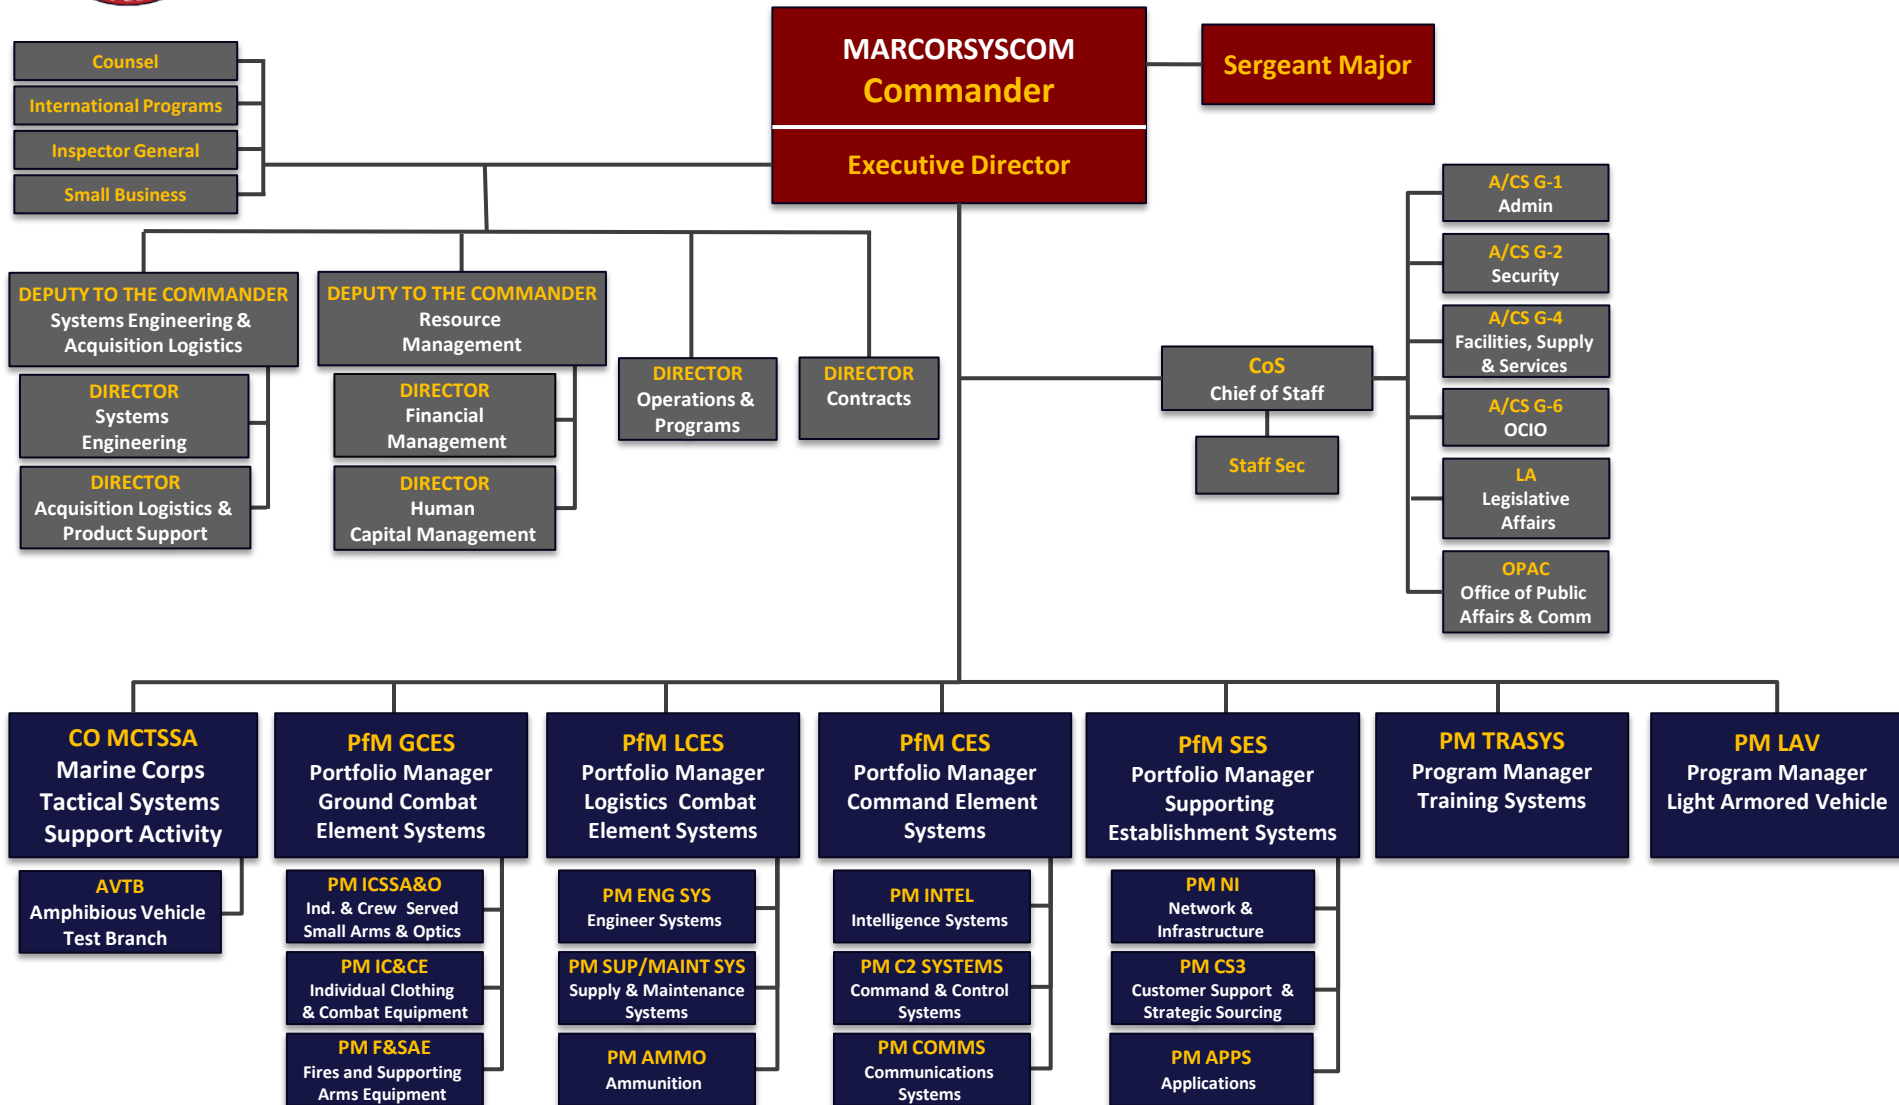 MARCORSYSCOM
Commander
Executive Director
Sergeant Major
Counsel
International Programs
Inspector General
Small Business
DEPUTY TO THE COMMANDER
Systems Engineering &
Acquisition Logistics
DIRECTOR
Systems
Engineering
DIRECTOR
Acquisition Logistics &
Product Support
DEPUTY TO THE COMMANDER
Resource
Management
DIRECTOR
Financial
Management
DIRECTOR
Human
Capital Management
DIRECTOR
Operations &
Programs
DIRECTOR
Contracts
CoS
Chief of Staff
Staff Sec
A/CS G-1
Admin
A/CS G-2
Security
A/CS G-4
Facilities, Supply
& Services
A/CS G-6
OCIO
LA
Legislative
Affairs
OPAC
Office of Public
Affairs & Comm
CO MCTSSA
Marine Corps
Tactical Systems
Support Activity
AVTB
Amphibious Vehicle
Test Branch
PfM GCES
Portfolio Manager
Ground Combat
Element Systems
PM ICSSA&O
Ind. & Crew Served
Small Arms & Optics
PM IC&CE
Individual Clothing
& Combat Equipment
PM F&SAE
Fires and Supporting
Arms Equipment
PfM LCES
Portfolio Manager
Logistics Combat
Element Systems
PM ENG SYS
Engineer Systems
PM SUP/MAINT SYS
Supply & Maintenance
Systems
PM AMMO
Ammunition
PfM CES
Portfolio Manager
Command Element
Systems
PM INTEL
Intelligence Systems
PM C2 SYSTEMS
Command & Control
Systems
PM COMMS
Communications
Systems
PfM SES
Portfolio Manager
Supporting
Establishment Systems
PM NI
Network &
Infrastructure
PM CS3
Customer Support &
Strategic Sourcing
PM APPS
Applications
PM TRASYS
Program Manager
Training Systems
PM LAV
Program Manager
Light Armored Vehicle